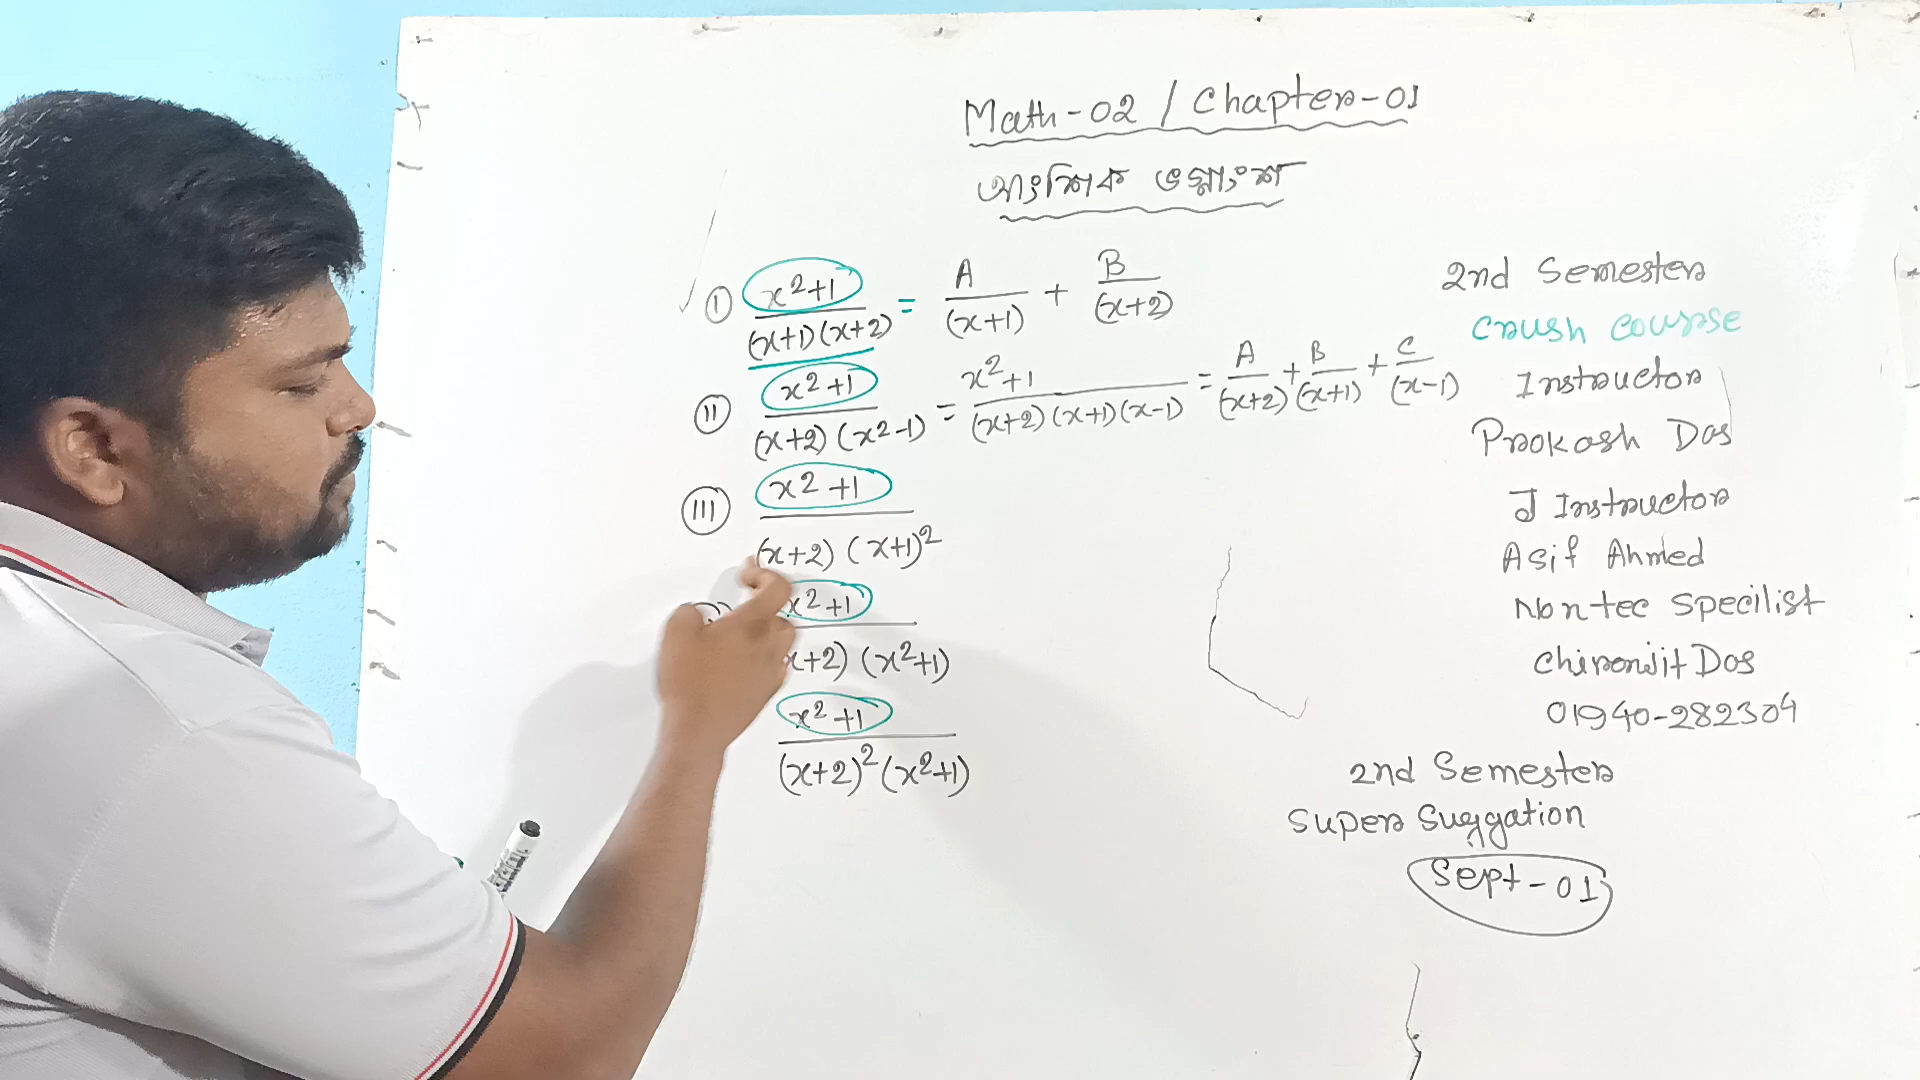 Math-02 / Chapter-01
আংশিক ভগ্নাংশ
(I) x²+1 / (x+1)(x+2) = A / (x+1) + B / (x+2)
(II) x²+1 / (x+2)(x²-1) = x²+1 / (x+2)(x+1)(x-1) = A / (x+2) + B / (x+1) + C / (x-1)
(III) x²+1 / (x+2)(x+1)²
x²+1 / x+2)(x²+1)
x²+1 / (x+2)²(x²+1)
2nd Semester
Crush course
Instructor
Prokash Das
J Instructor
Asif Ahmed
Non tec specilist
Chironjit Das
01940-282304
2nd Semester
Super Suggation
Sept-01